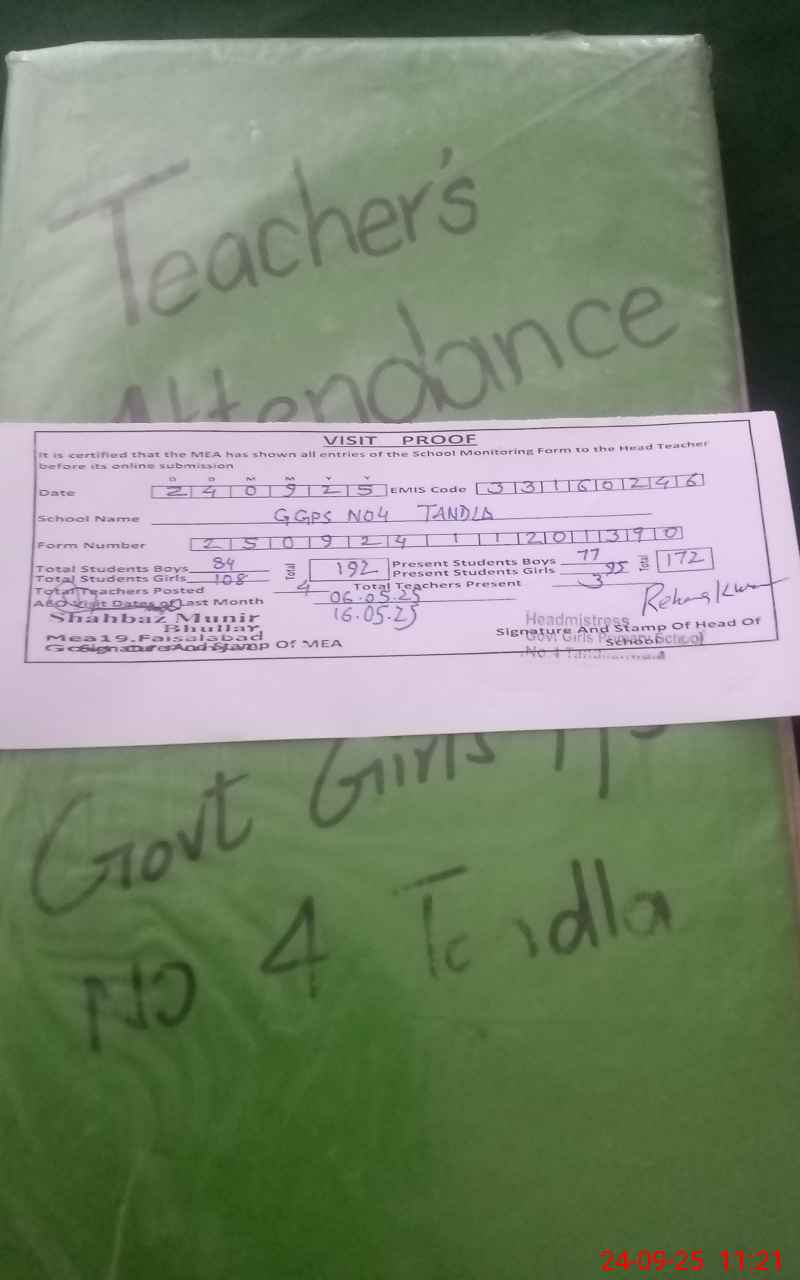 Teacher's
Attendance
VISIT PROOF
It is certified that the MEA has shown all entries of the School Monitoring Form to the Head Teacher
before its online submission
D D M M Y Y
Date 2 4 0 9 2 5 EMIS Code 3 3 1 6 0 2 4 6
School Name GGPS NO4 TANDLA
Form Number 2 5 0 9 2 4 1 1 2 0 1 3 9 0
Total Students Boys 84 192 Present Students Boys 77 172
Total Students Girls 108 Present Students Girls 95
Total Teachers Posted 4 Total Teachers Present 3
AEO Visit Dates of Last Month 06.05.25
16.05.25
Shahbaz Munir
Bhullar
Mea19.Faisalabad
Signature And Stamp Of MEA
Headmistress
Signature And Stamp Of Head Of
Govt Girls Primary School
School
No 4
Govt Girls
NO 4 Tandla
24-09-25 11:21